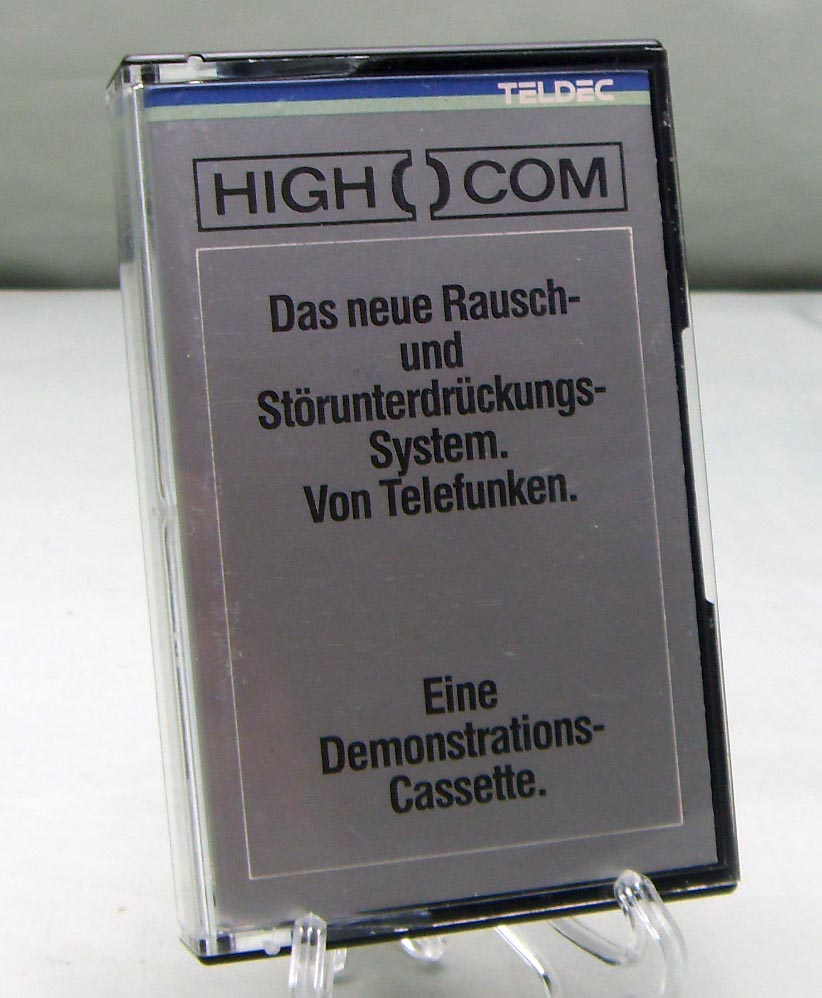 TELDEC
HIGH COM
Das neue Rausch-
und
Störunterdrückungs-
System.
Von Telefunken.
Eine
Demonstrations-
Cassette.